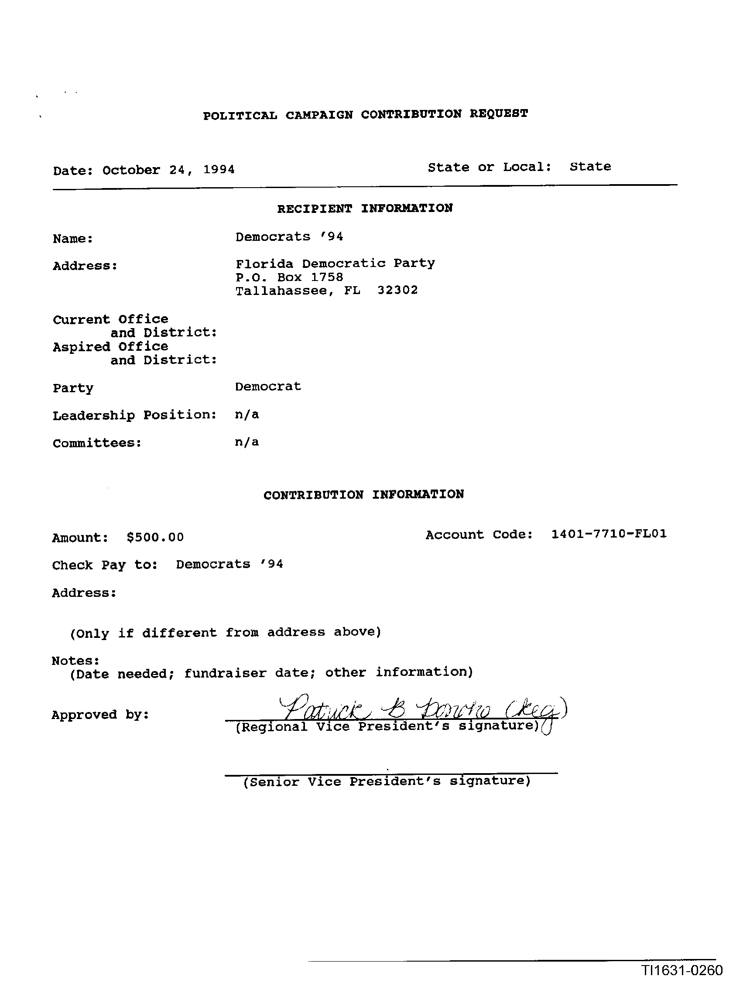 POLITICAL CAMPAIGN CONTRIBUTION REQUEST
Date: October 24, 1994 State or Local: State
RECIPIENT INFORMATION
Name: Democrats '94
Address: Florida Democratic Party
P.O. Box 1758
Tallahassee, FL 32302
Current Office
and District:
Aspired Office
and District:
Party Democrat
Leadership Position: n/a
Committees: n/a
CONTRIBUTION INFORMATION
Amount: $500.00 Account Code: 1401-7710-FL01
Check Pay to: Democrats '94
Address:
(Only if different from address above)
Notes:
(Date needed; fundraiser date; other information)
Approved by: Patrick B (keg)
(Regional Vice President's signature)
(Senior Vice President's signature)
TI1631-0260